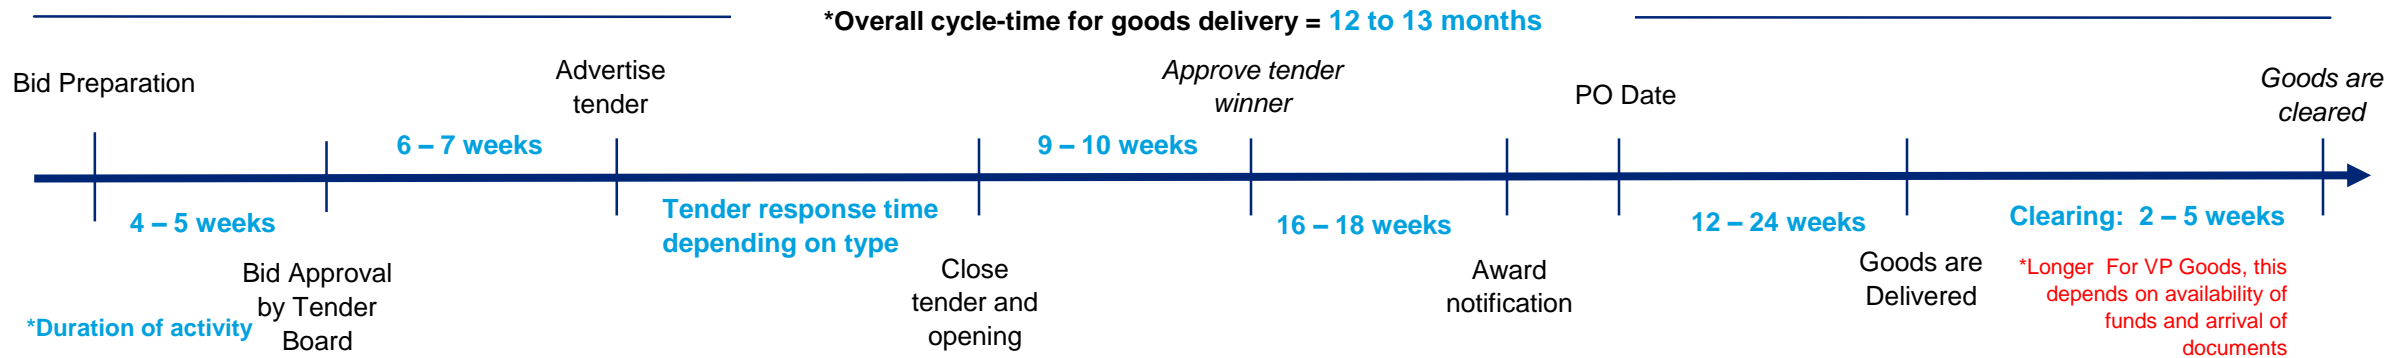 *Overall cycle-time for goods delivery = 12 to 13 months
Bid Preparation
Advertise
tender
Approve tender
winner
PO Date
Goods are
cleared
6 – 7 weeks
9 – 10 weeks
4 – 5 weeks
Tender response time
depending on type
16 – 18 weeks
12 – 24 weeks
Clearing: 2 – 5 weeks
Bid Approval
by Tender
Board
Close
tender and
opening
Award
notification
Goods are
Delivered
*Longer For VP Goods, this
depends on availability of
funds and arrival of
documents
*Duration of activity